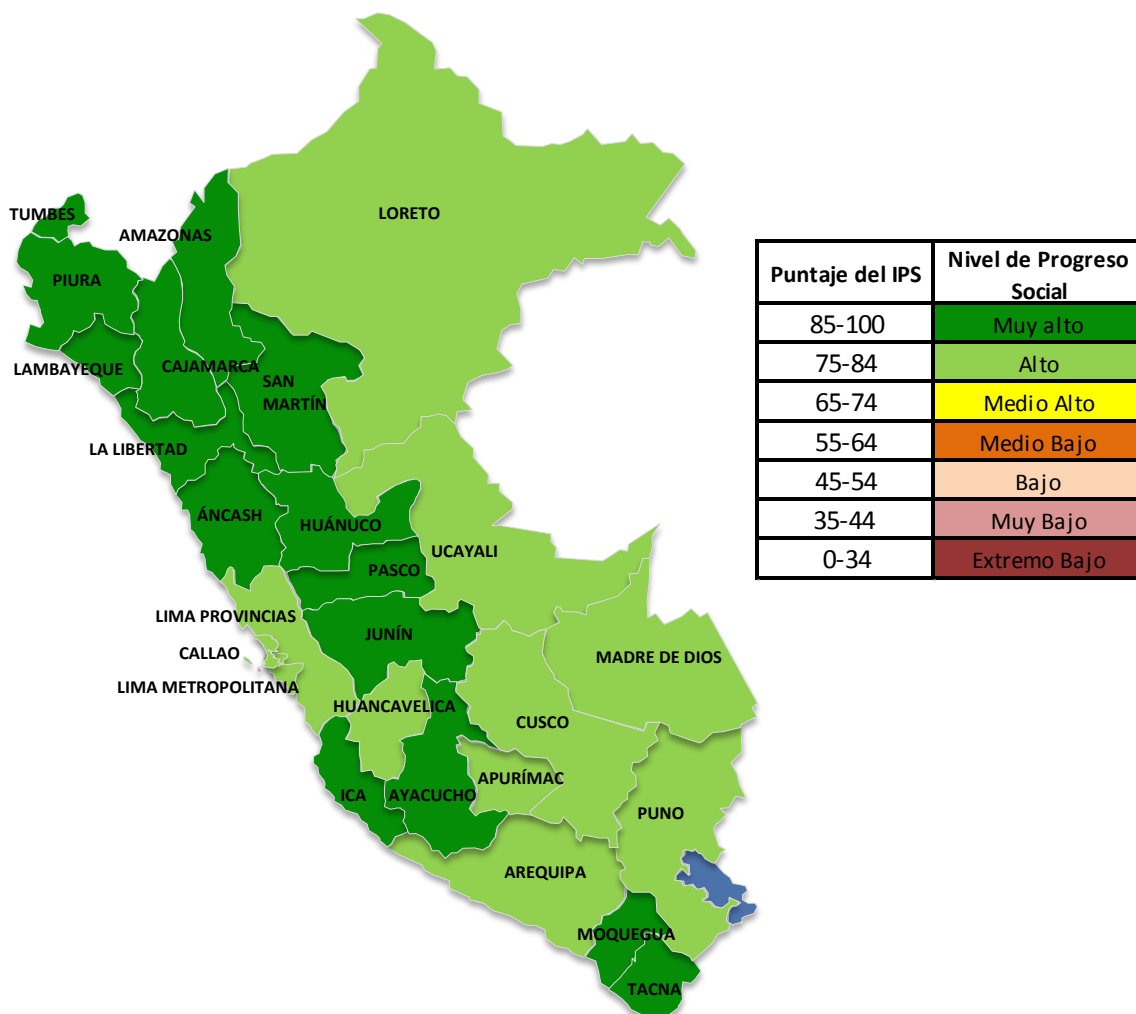 TUMBES
AMAZONAS
LORETO
PIURA
LAMBAYEQUE
CAJAMARCA
SAN
MARTÍN
LA LIBERTAD
ÁNCASH
HUÁNUCO
UCAYALI
PASCO
LIMA PROVINCIAS
JUNÍN
CALLAO
MADRE DE DIOS
LIMA METROPOLITANA
HUANCAVELICA
CUSCO
APURÍMAC
ICA
AYACUCHO
PUNO
AREQUIPA
MOQUEGUA
TACNA
Puntaje del IPS
Nivel de Progreso
Social
85-100 Muy alto
75-84 Alto
65-74 Medio Alto
55-64 Medio Bajo
45-54 Bajo
35-44 Muy Bajo
0-34 Extremo Bajo